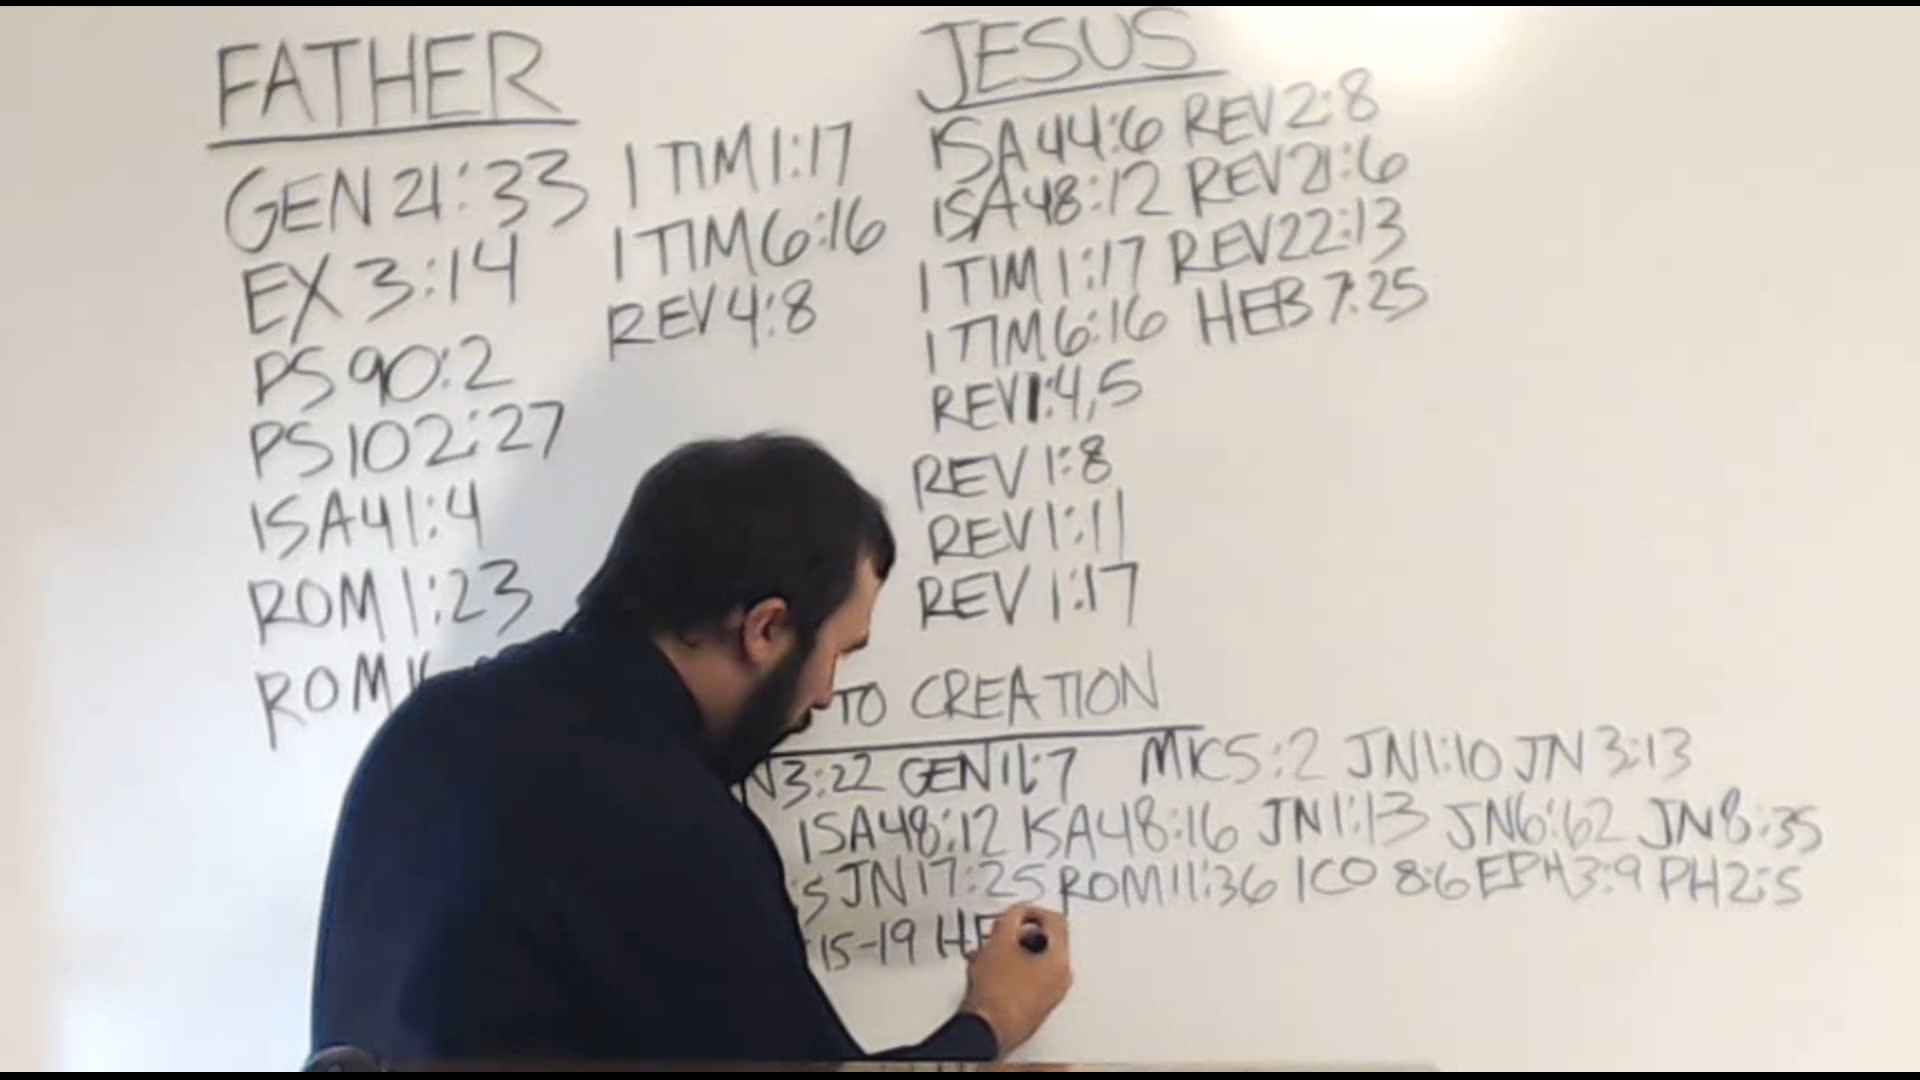 FATHER
GEN 21:33
EX 3:14
PS 90:2
PS 102:27
ISA 41:4
ROM 1:23
ROM
1 TIM 1:17
1 TIM 6:16
REV 4:8
JESUS
ISA 44:6 REV 2:8
ISA 48:12 REV 21:6
1 TIM 1:17 REV 22:13
1 TIM 6:16 HEB 7:25
REV 1:4,5
REV 1:8
REV 1:11
REV 1:17
TO CREATION
3:22 GEN 11:7 MK 5:2 JN 1:10 JN 3:13
ISA 48:12 ISA 48:16 JN 1:13 JN 6:62 JN 8:35
JN 17:25 ROM 11:36 1 CO 8:6 EPH 3:9 PH 2:5
15-19 HE